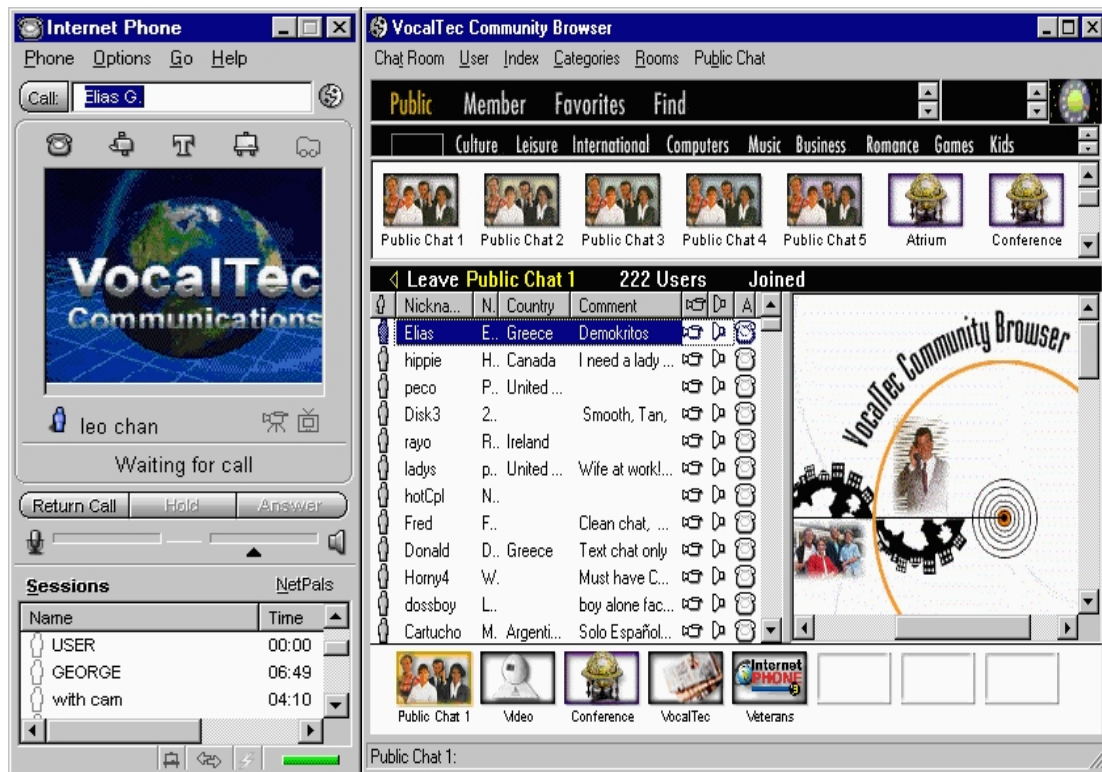 Internet Phone
Phone Options Go Help
Call: Elias G.
VocalTec
Communications
leo chan
Waiting for call
Return Call Hold Answer
Sessions NetPals
Name Time
USER 00:00
GEORGE 06:49
with cam 04:10
VocalTec Community Browser
Chat Room User Index Categories Rooms Public Chat
Public Member Favorites Find
Culture Leisure International Computers Music Business Romance Games Kids
Public Chat 1 Public Chat 2 Public Chat 3 Public Chat 4 Public Chat 5 Atrium Conference
Leave Public Chat 1 222 Users Joined
Nickna... N. Country Comment A
Elias E.. Greece Demokritos
hippie H.. Canada I need a lady ...
peco P.. United ...
Disk3 2.. Smooth, Tan,
rayo R.. Ireland
ladys p.. United ... Wife at work!...
hotCpl N..
Fred F.. Clean chat, ...
Donald D.. Greece Text chat only
Horny4 W. Must have C...
dossboy L.. boy alone fac...
Cartucho M. Argenti... Solo Español...
VocalTec Community Browser
Internet
PHONE
Public Chat 1 Video Conference VocalTec Veterans
Public Chat 1: